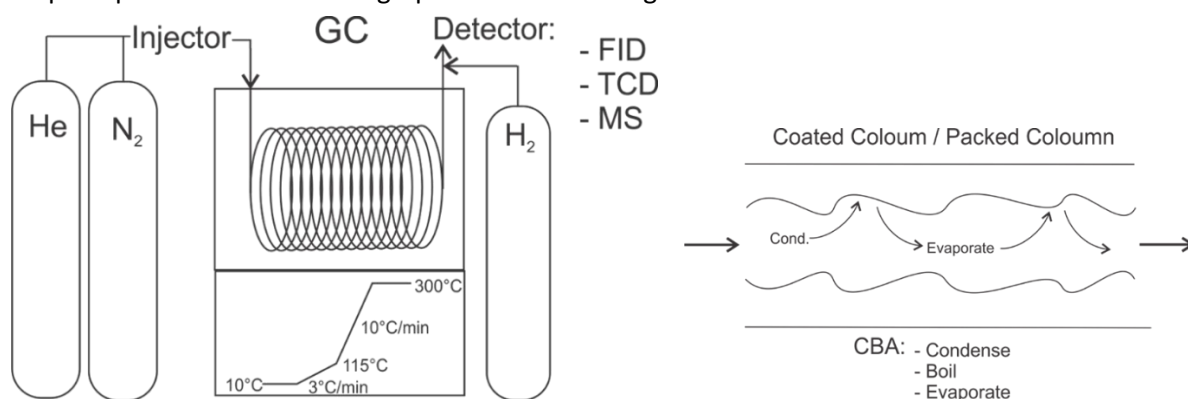 Injector
GC
Detector:
- FID
- TCD
- MS
He
N₂
H₂
300°C
10°C/min
115°C
10°C
3°C/min
Coated Coloum / Packed Coloumn
Cond.
Evaporate
CBA: - Condense
- Boil
- Evaporate